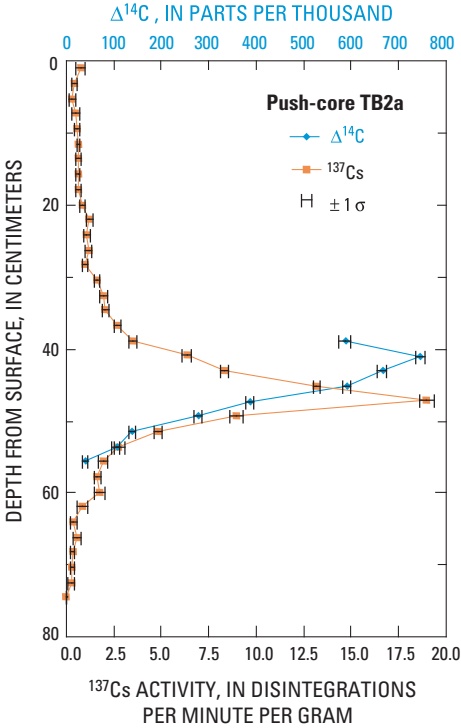 Δ¹⁴C , IN PARTS PER THOUSAND
0 100 200 300 400 500 600 700 800
Push-core TB2a
Δ¹⁴C
¹³⁷Cs
± 1 σ
DEPTH FROM SURFACE, IN CENTIMETERS
0
20
40
60
80
0.0 2.5 5.0 7.5 10.0 12.5 15.0 17.5 20.0
¹³⁷Cs ACTIVITY, IN DISINTEGRATIONS
PER MINUTE PER GRAM